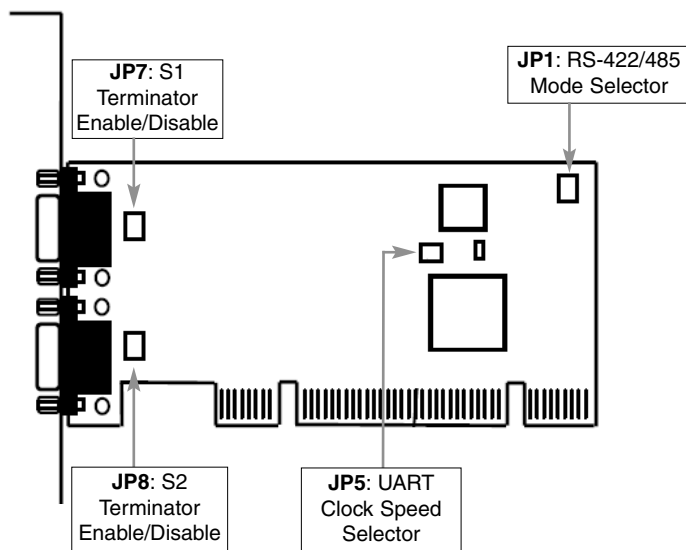 JP7: S1
Terminator
Enable/Disable
JP1: RS-422/485
Mode Selector
JP8: S2
Terminator
Enable/Disable
JP5: UART
Clock Speed
Selector